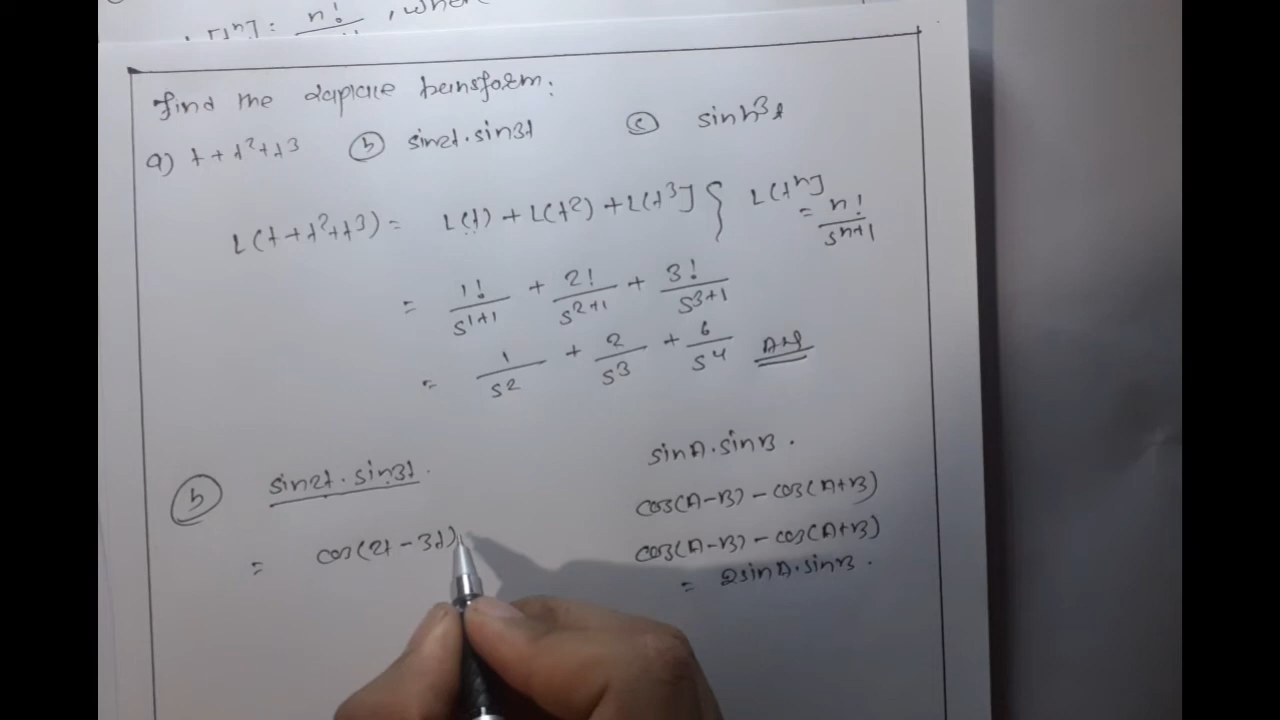 L[tⁿ] = n! , where
Find the Laplace transform:
a) t + t² + t³ (b) sin2t . sin3t (c) sinh³t
L(t + t² + t³) = L(t) + L(t²) + L(t³] { L(tⁿ] = n!/sⁿ⁺¹
= 1!/s¹⁺¹ + 2!/s²⁺¹ + 3!/s³⁺¹
= 1/s² + 2/s³ + 6/s⁴ Ans
(b) sin2t . sin3t .
sinA . sinB .
cos(A-B) - cos(A+B)
= cos(2t - 3t)
cos(A-B) - cos(A+B)
= 2sinA . sinB .